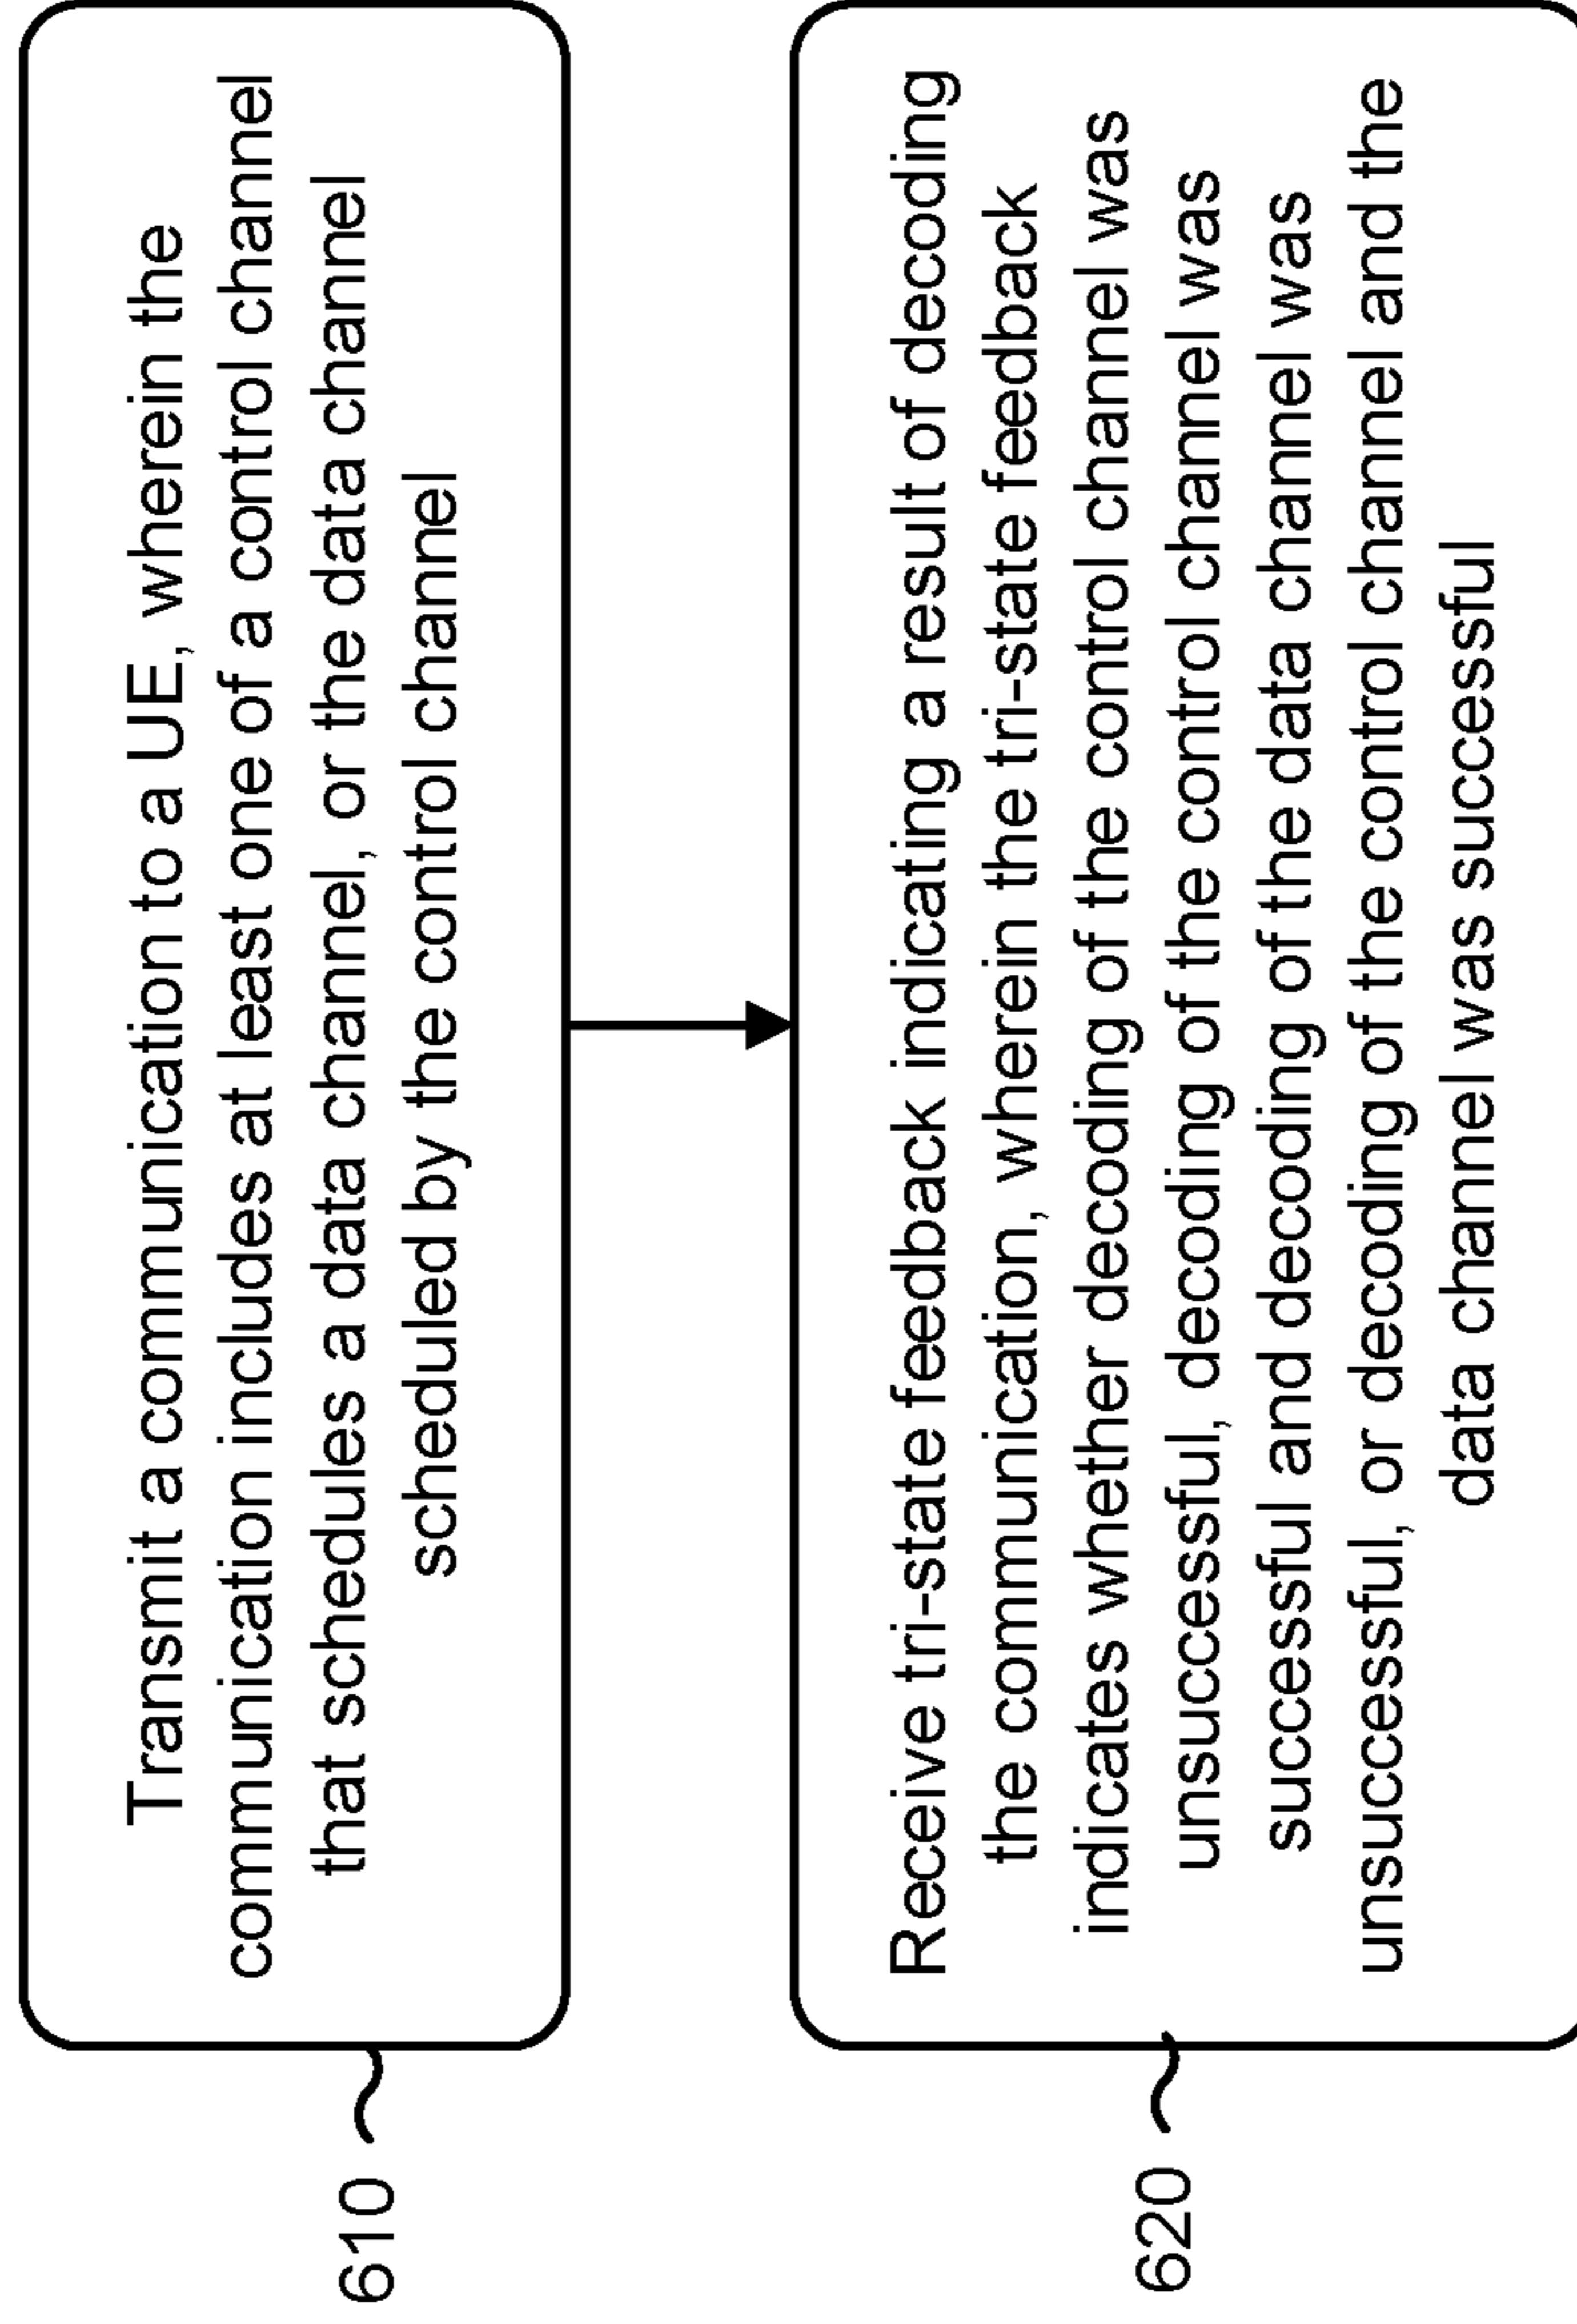 610
Transmit a communication to a UE, wherein the
communication includes at least one of a control channel
that schedules a data channel, or the data channel
scheduled by the control channel
620
Receive tri-state feedback indicating a result of decoding
the communication, wherein the tri-state feedback
indicates whether decoding of the control channel was
unsuccessful, decoding of the control channel was
successful and decoding of the data channel was
unsuccessful, or decoding of the control channel and the
data channel was successful